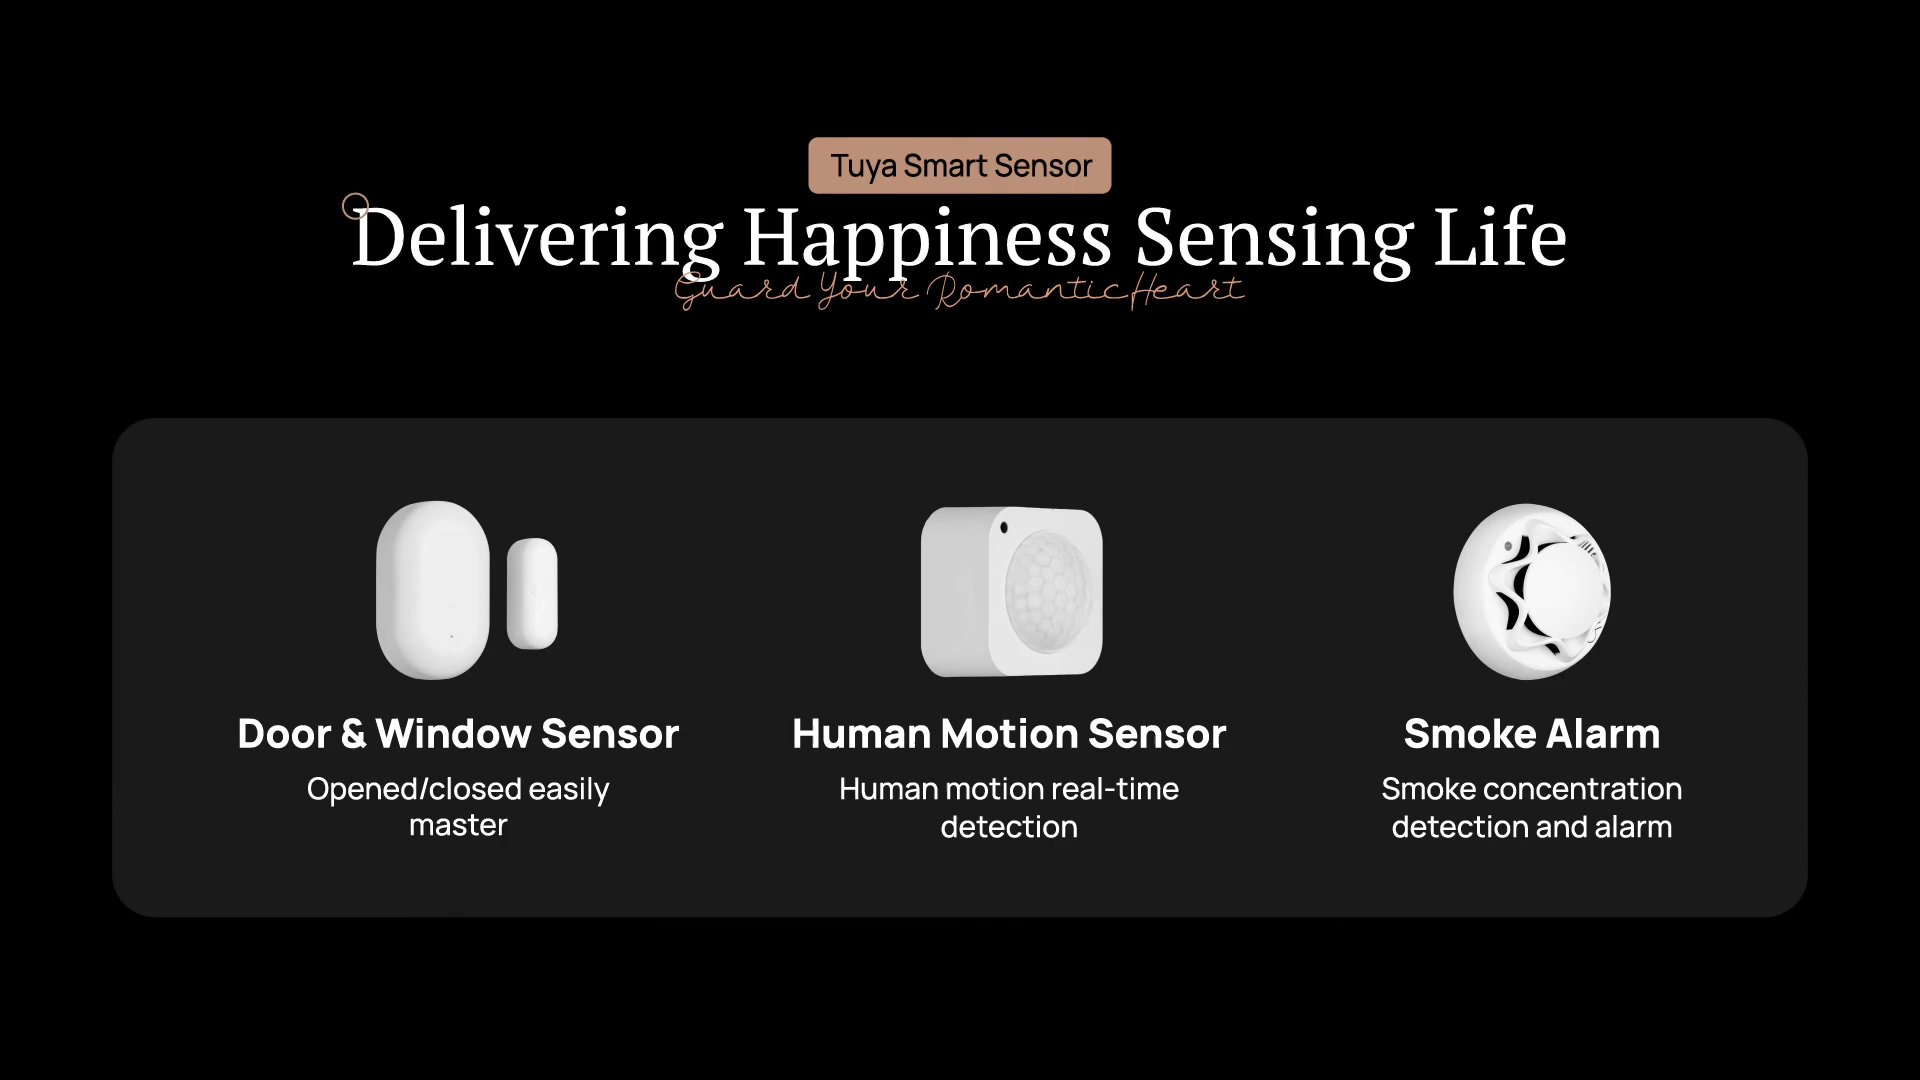 Tuya Smart Sensor
Delivering Happiness Sensing Life
Guard Your Romantic Heart
Door & Window Sensor
Opened/closed easily
master
Human Motion Sensor
Human motion real-time
detection
Smoke Alarm
Smoke concentration
detection and alarm